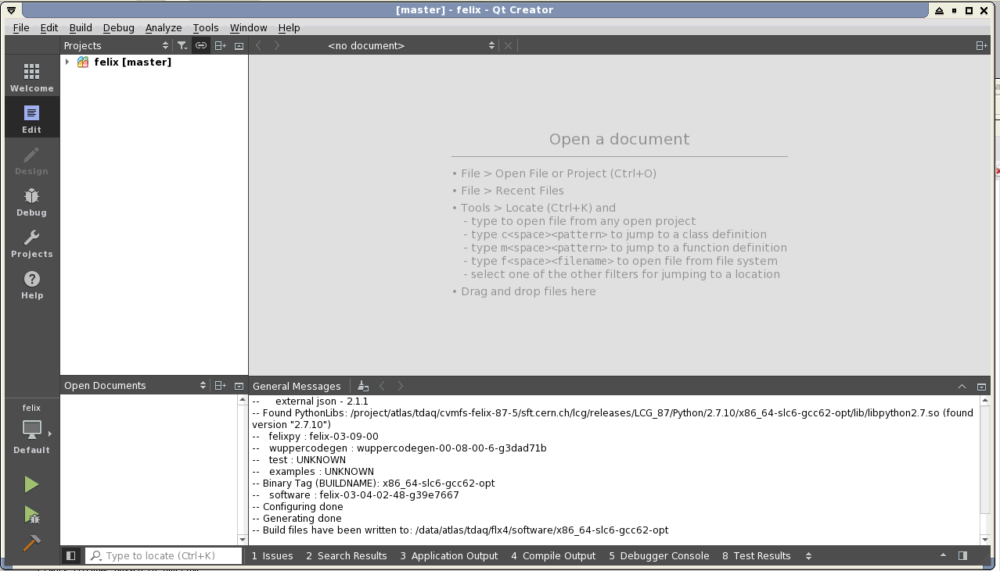 [master] - felix - Qt Creator
File Edit Build Debug Analyze Tools Window Help
Projects
<no document>
felix [master]
Welcome
Edit
Design
Debug
Projects
Help
Open a document
• File > Open File or Project (Ctrl+O)
• File > Recent Files
• Tools > Locate (Ctrl+K) and
- type to open file from any open project
- type c<space><pattern> to jump to a class definition
- type m<space><pattern> to jump to a function definition
- type f<space><filename> to open file from file system
- select one of the other filters for jumping to a location
• Drag and drop files here
Open Documents
General Messages
-- external json - 2.1.1
-- Found PythonLibs: /project/atlas/tdaq/cvmfs-felix-87-5/sft.cern.ch/lcg/releases/LCG_87/Python/2.7.10/x86_64-slc6-gcc62-opt/lib/libpython2.7.so (found
version "2.7.10")
-- felixpy : felix-03-09-00
-- wuppercodegen : wuppercodegen-00-08-00-6-g3dad71b
-- test : UNKNOWN
-- examples : UNKNOWN
-- Binary Tag (BUILDNAME): x86_64-slc6-gcc62-opt
-- software : felix-03-04-02-48-g39e7667
-- Configuring done
-- Generating done
-- Build files have been written to: /data/atlas/tdaq/flx4/software/x86_64-slc6-gcc62-opt
felix
Default
Type to locate (Ctrl+K)
1 Issues 2 Search Results 3 Application Output 4 Compile Output 5 Debugger Console 8 Test Results